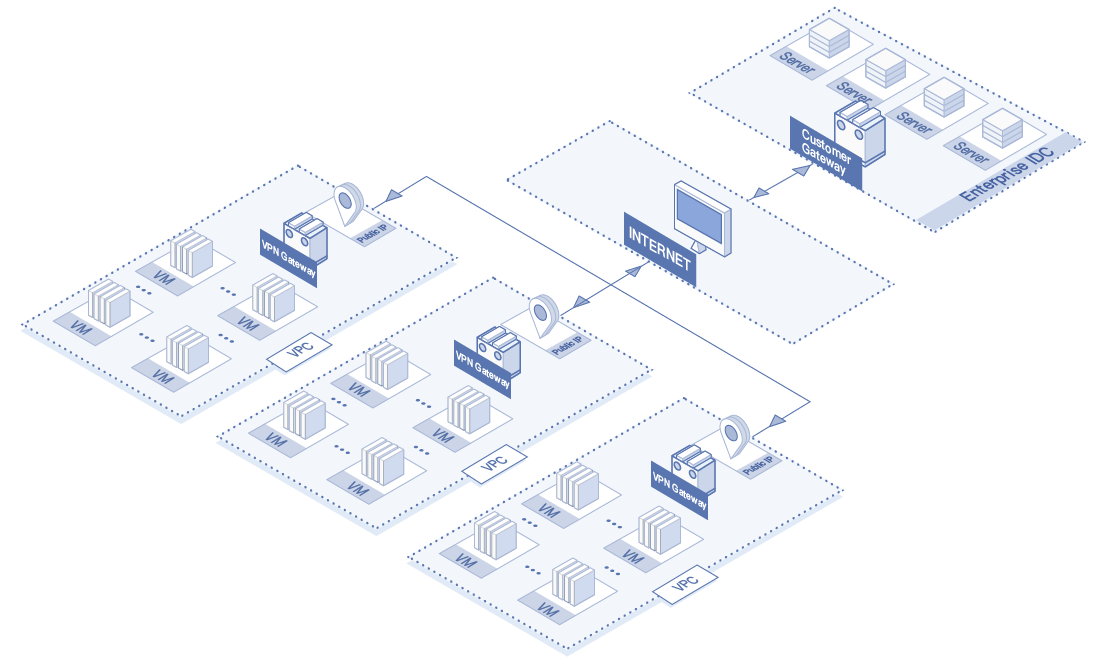 Server
Server
Server
Server
Customer
Gateway
Enterprise IDC
INTERNET
Public IP
VPN Gateway
VM
VM
VM
VM
VPC
Public IP
VPN Gateway
VM
VM
VM
VM
VPC
Public IP
VPN Gateway
VM
VM
VM
VM
VPC